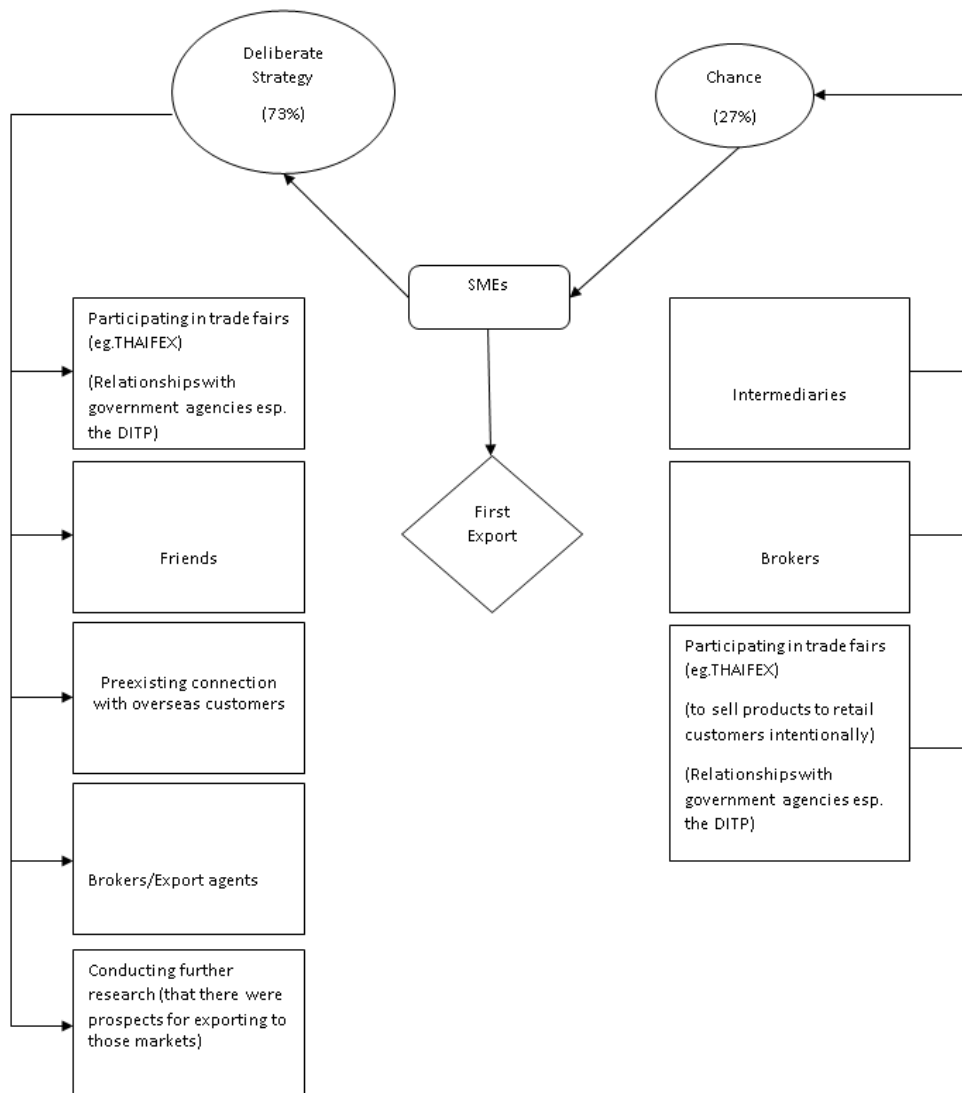 Deliberate
Strategy
(73%)
Chance
(27%)
SMEs
First
Export
Participating in trade fairs
(eg.THAIFEX)
(Relationships with
government agencies esp.
the DITP)
Friends
Preexisting connection
with overseas customers
Brokers/Export agents
Conducting further
research (that there were
prospects for exporting to
those markets)
Intermediaries
Brokers
Participating in trade fairs
(eg.THAIFEX)
(to sell products to retail
customers intentionally)
(Relationships with
government agencies esp.
the DITP)